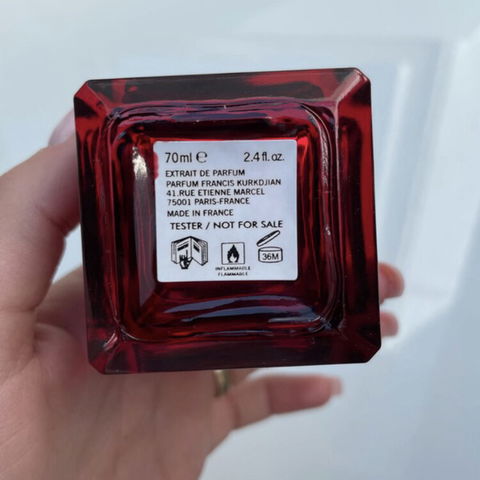 70ml ℮ 2.4 fl. oz.
EXTRAIT DE PARFUM
PARFUM FRANCIS KURKDJIAN
41.RUE ETIENNE MARCEL
75001 PARIS-FRANCE
MADE IN FRANCE
TESTER / NOT FOR SALE
36M
INFLAMMABLE
FLAMMABLE